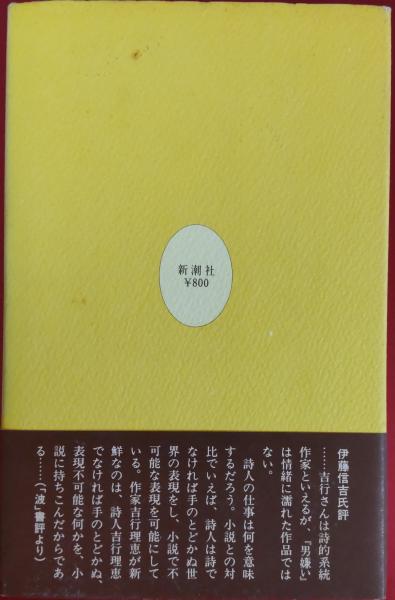 新潮社
¥800
伊藤信吉氏評
……吉行さんは詩的系統
作家といえるが、『男嫌い』
は情緒に濡れた作品では
ない。
詩人の仕事は何を意味
するだろう。小説との対
比でいえば、詩人は詩で
なければ手のとどかぬ世
界の表現をし、小説で不
可能な表現を可能にして
いる。作家吉行理恵が新
鮮なのは、詩人吉行理恵
でなければ手のとどかぬ、
表現不可能な何かを、小
説に持ちこんだからであ
る……(「波」書評より)